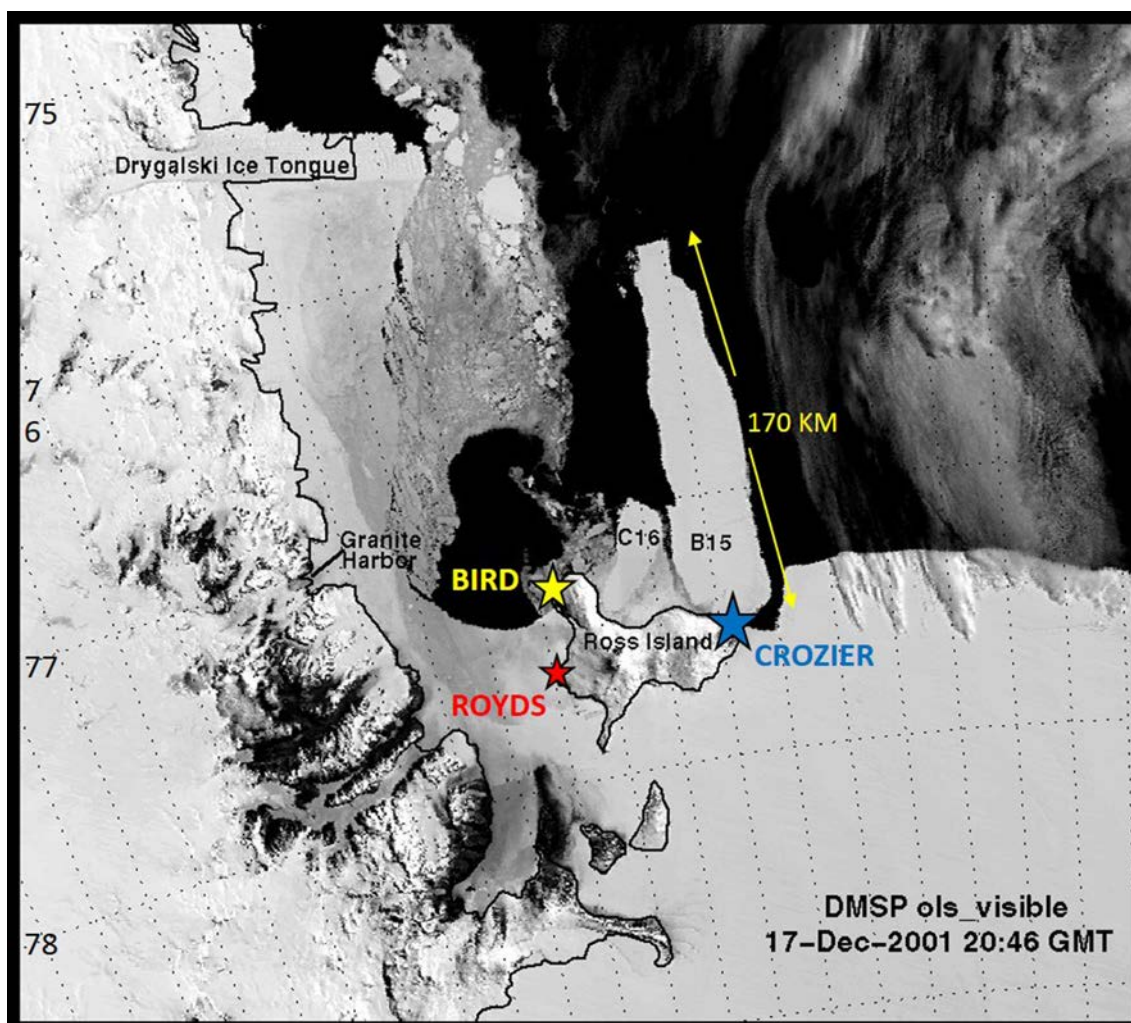 75
Drygalski Ice Tongue
7
6
170 KM
C16
B15
Granite
Harbor
BIRD
Ross Island
CROZIER
77
ROYDS
DMSP ols_visible
78
17-Dec-2001 20:46 GMT